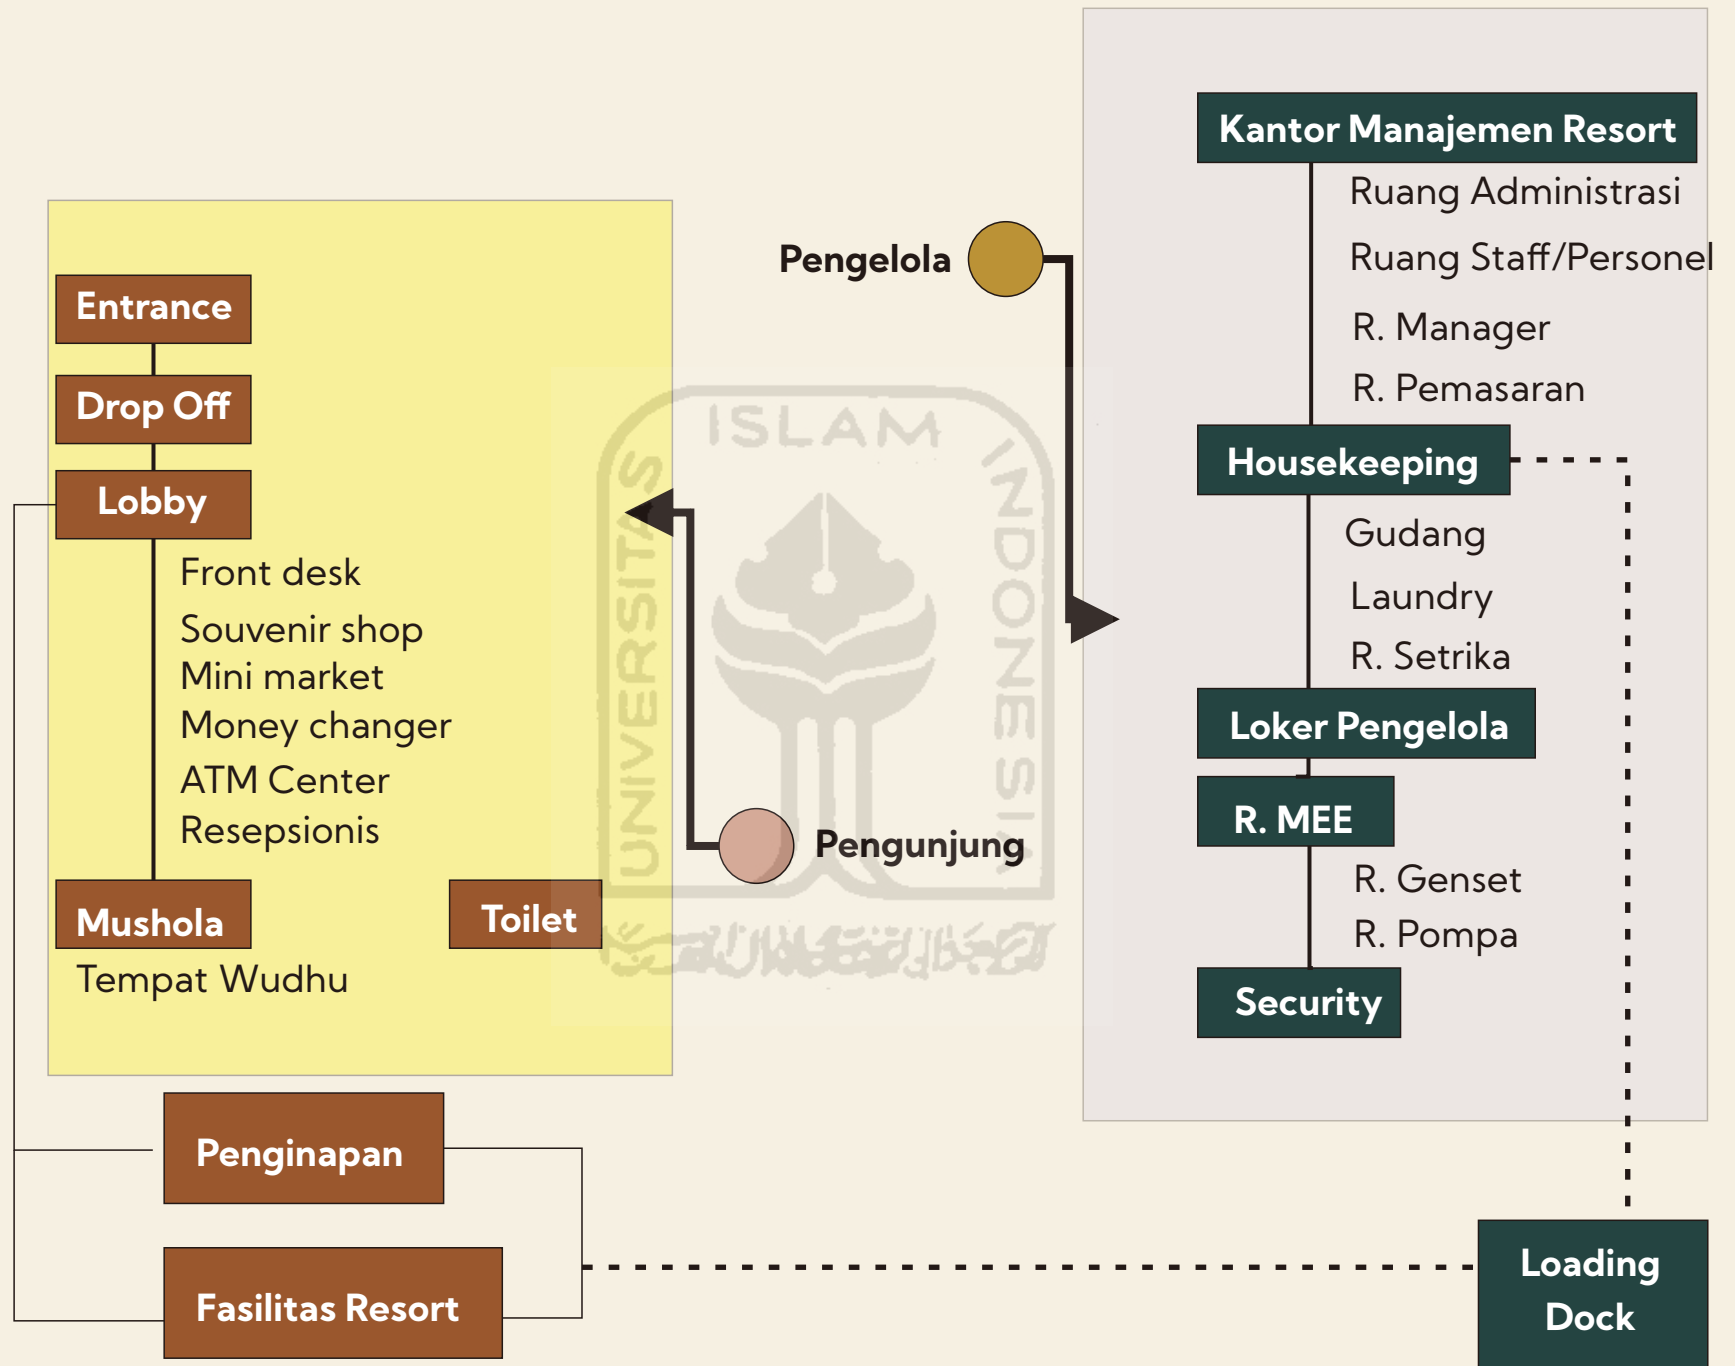 Entrance
Drop Off
Lobby
Front desk
Souvenir shop
Mini market
Money changer
ATM Center
Resepsionis
Mushola
Toilet
Tempat Wudhu
Penginapan
Fasilitas Resort
Pengelola
Pengunjung
UNIVERSITAS
ISLAM
INDONESIA
Kantor Manajemen Resort
Ruang Administrasi
Ruang Staff/Personel
R. Manager
R. Pemasaran
Housekeeping
Gudang
Laundry
R. Setrika
Loker Pengelola
R. MEE
R. Genset
R. Pompa
Security
Loading
Dock